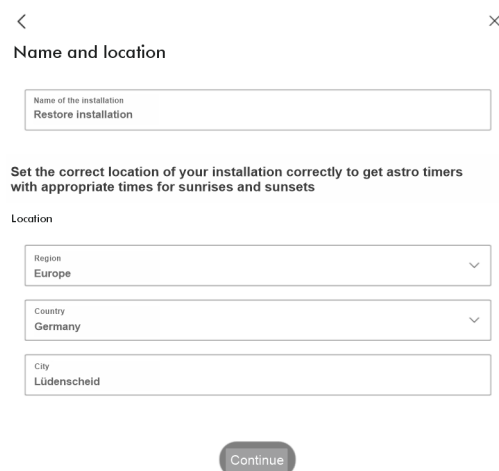 Name and location
Name of the installation
Restore installation
Set the correct location of your installation correctly to get astro timers
with appropriate times for sunrises and sunsets
Location
Region
Europe
Country
Germany
City
Lüdenscheid
Continue